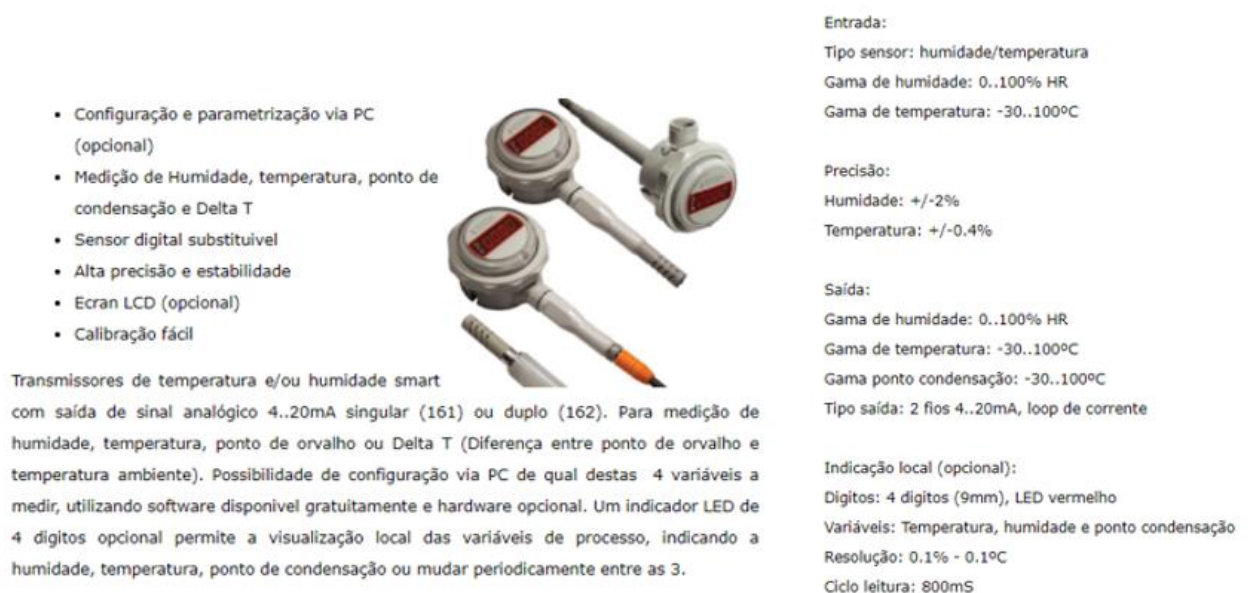 • Configuração e parametrização via PC
(opcional)
• Medição de Humidade, temperatura, ponto de
condensação e Delta T
• Sensor digital substituivel
• Alta precisão e estabilidade
• Ecran LCD (opcional)
• Calibração fácil
Transmissores de temperatura e/ou humidade smart
com saída de sinal analógico 4..20mA singular (161) ou duplo (162). Para medição de
humidade, temperatura, ponto de orvalho ou Delta T (Diferença entre ponto de orvalho e
temperatura ambiente). Possibilidade de configuração via PC de qual destas 4 variáveis a
medir, utilizando software disponivel gratuitamente e hardware opcional. Um indicador LED de
4 digitos opcional permite a visualização local das variáveis de processo, indicando a
humidade, temperatura, ponto de condensação ou mudar periodicamente entre as 3.
Entrada:
Tipo sensor: humidade/temperatura
Gama de humidade: 0..100% HR
Gama de temperatura: -30..100ºC
Precisão:
Humidade: +/-2%
Temperatura: +/-0.4%
Saída:
Gama de humidade: 0..100% HR
Gama de temperatura: -30..100ºC
Gama ponto condensação: -30..100ºC
Tipo saída: 2 fios 4..20mA, loop de corrente
Indicação local (opcional):
Digitos: 4 digitos (9mm), LED vermelho
Variáveis: Temperatura, humidade e ponto condensação
Resolução: 0.1% - 0.1ºC
Ciclo leitura: 800mS